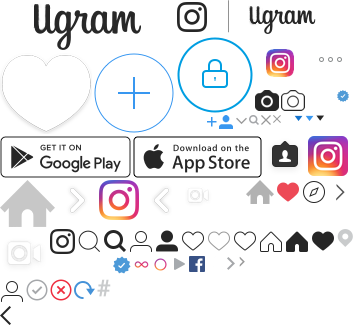 Ugram
Ugram
GET IT ON
Google Play
Download on the
App Store
#